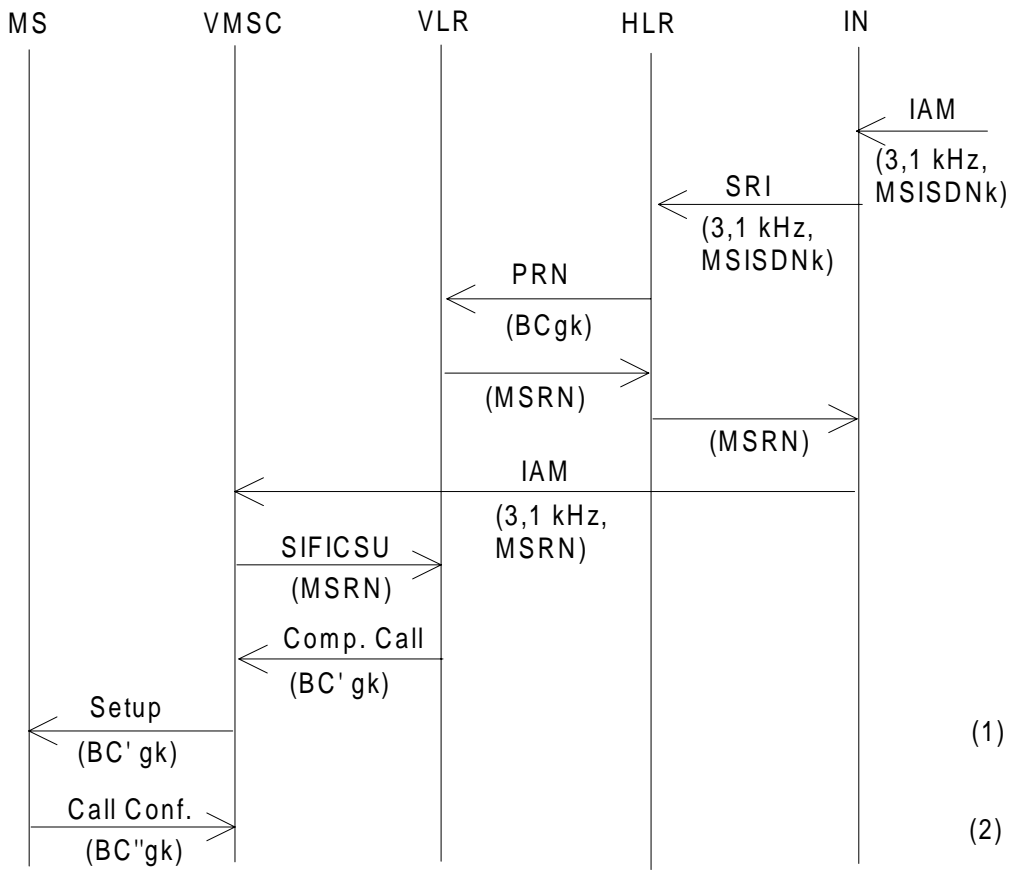 MS VMSC VLR HLR IN
IAM
(3,1 kHz,
MSISDNk)
SRI
(3,1 kHz,
MSISDNk)
PRN
(BCgk)
(MSRN)
(MSRN)
IAM
(3,1 kHz,
MSRN)
SIFICSU
(MSRN)
Comp. Call
(BC' gk)
Setup
(BC' gk)
(1)
Call Conf.
(BC''gk)
(2)